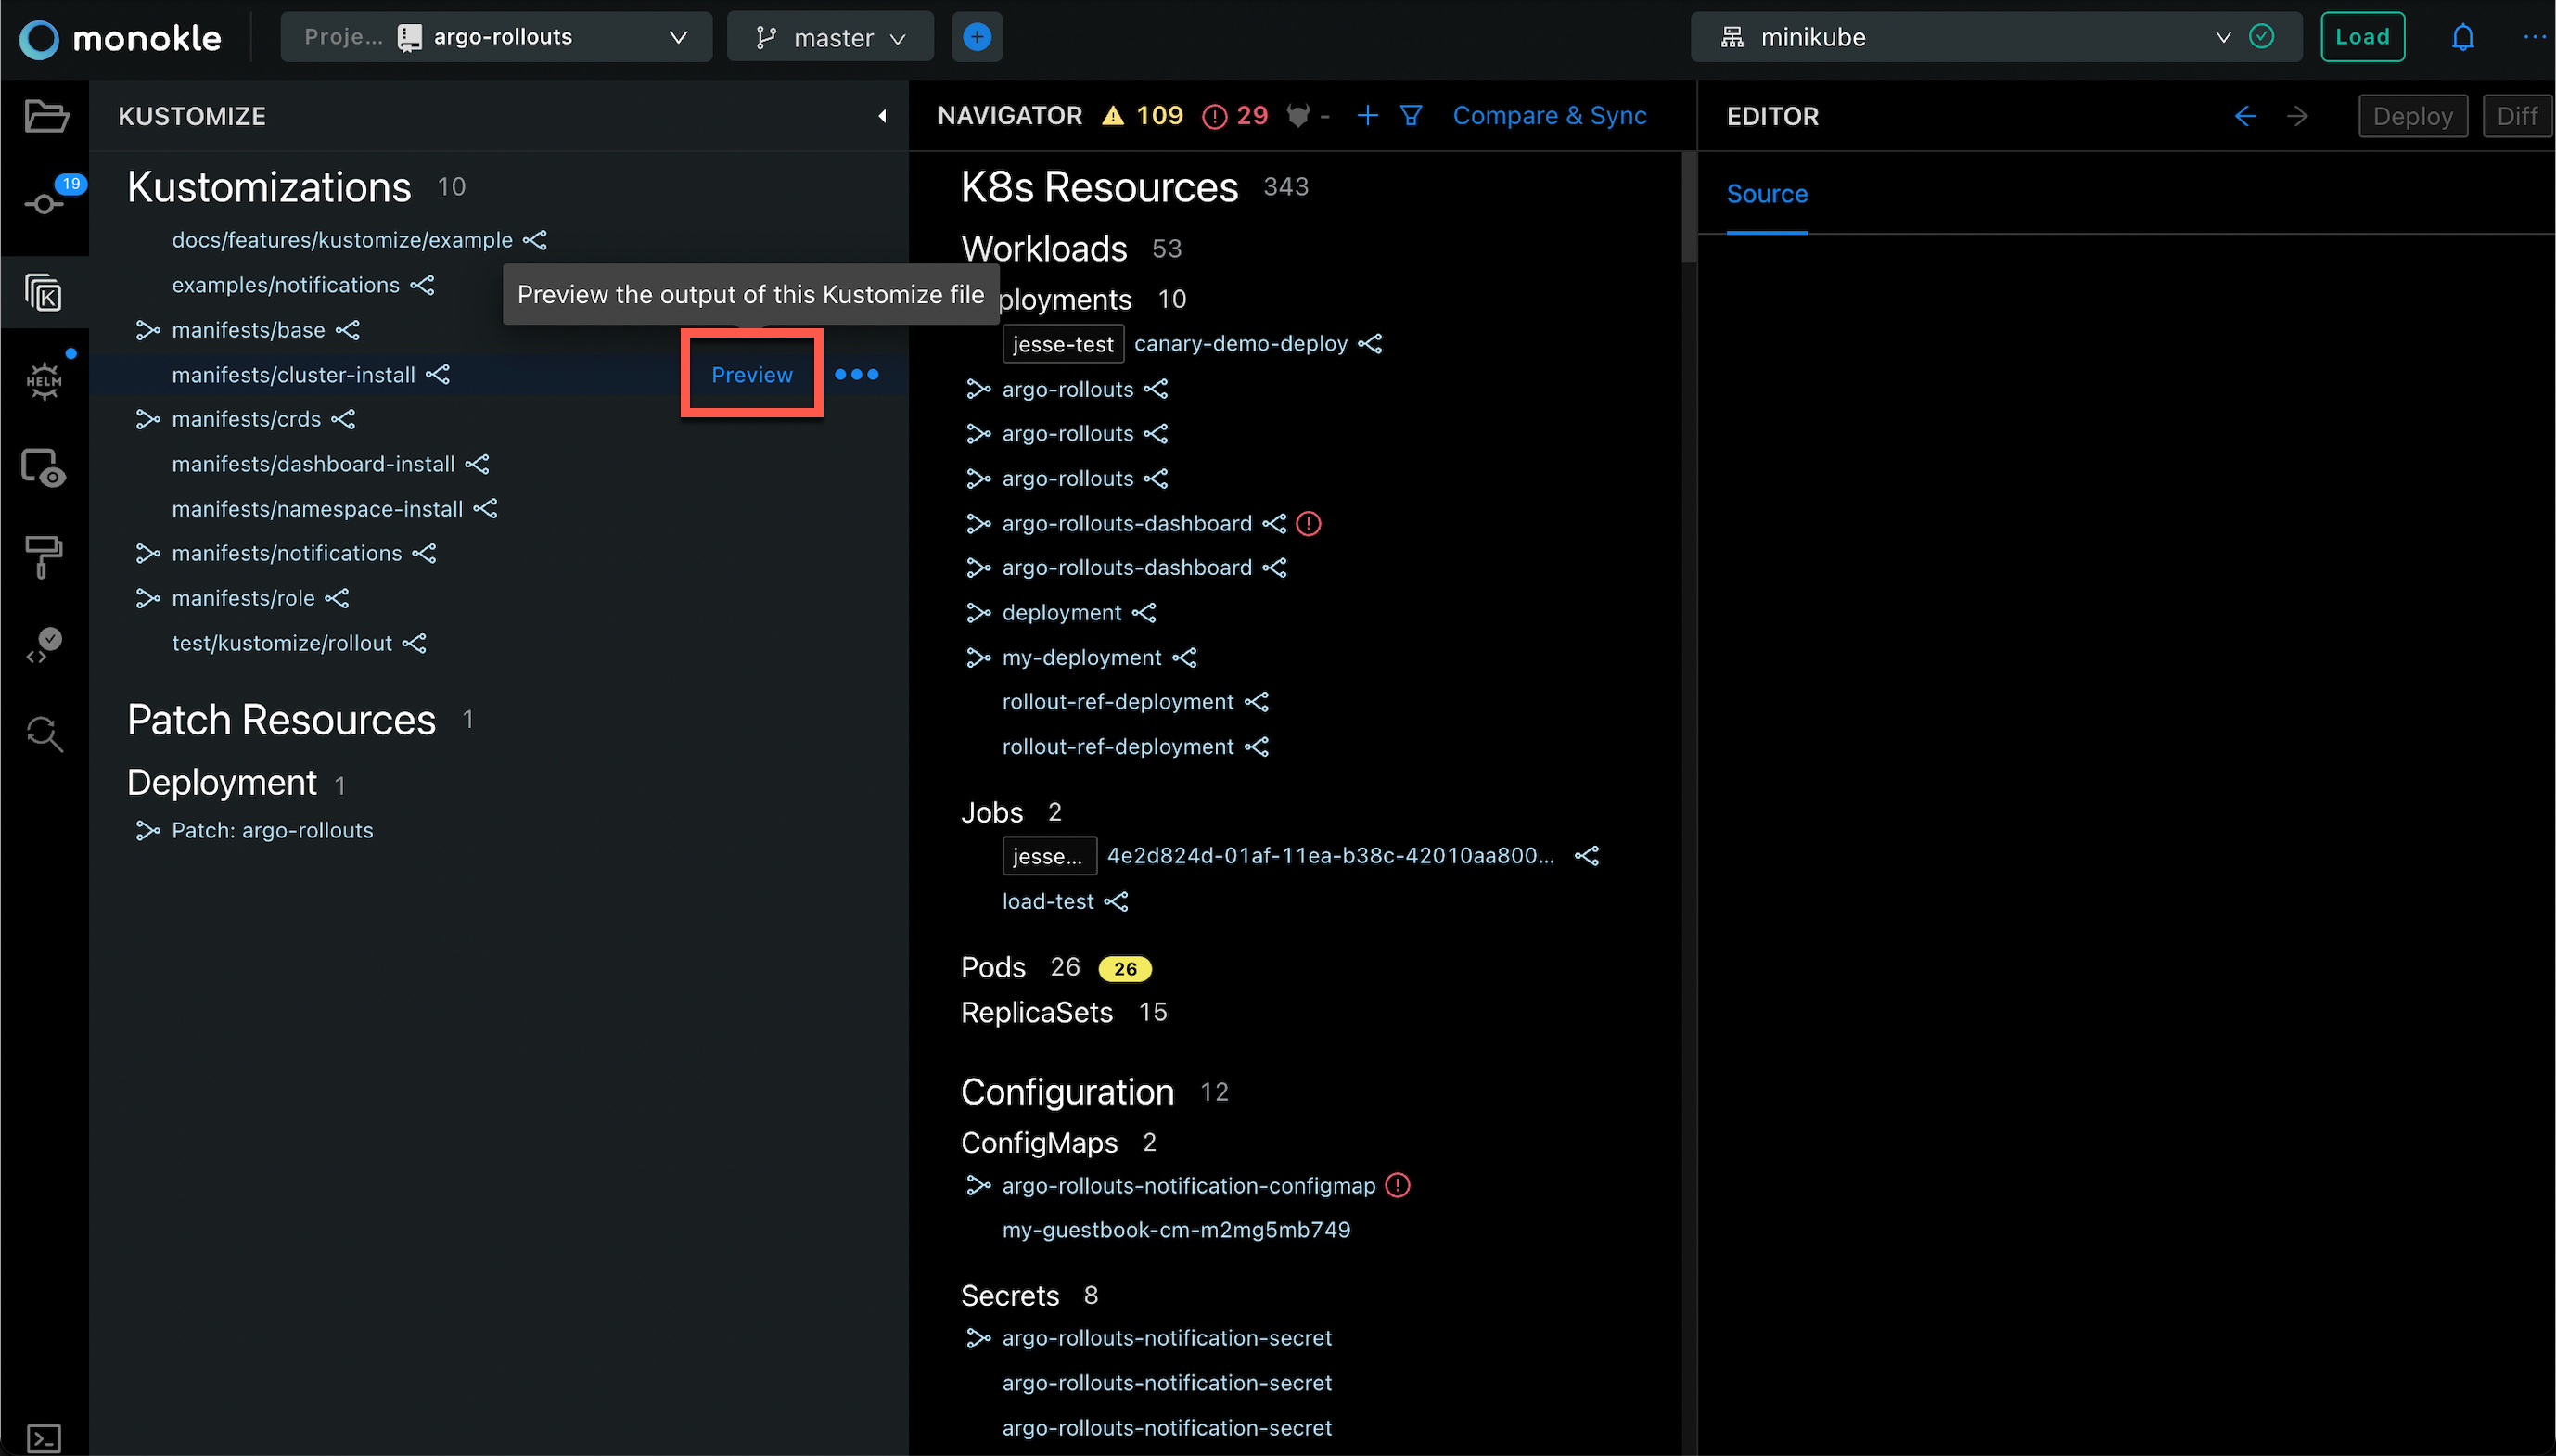 monokle
Proje... argo-rollouts
master
minikube
Load
KUSTOMIZE
19
Kustomizations 10
docs/features/kustomize/example
examples/notifications
Preview the output of this Kustomize file
manifests/base
manifests/cluster-install
Preview
manifests/crds
manifests/dashboard-install
manifests/namespace-install
manifests/notifications
manifests/role
test/kustomize/rollout
Patch Resources 1
Deployment 1
Patch: argo-rollouts
K
HELM
NAVIGATOR 109 29 -
Compare & Sync
K8s Resources 343
Workloads 53
ployments 10
jesse-test canary-demo-deploy
argo-rollouts
argo-rollouts
argo-rollouts
argo-rollouts-dashboard
argo-rollouts-dashboard
deployment
my-deployment
rollout-ref-deployment
rollout-ref-deployment
Jobs 2
jesse... 4e2d824d-01af-11ea-b38c-42010aa800...
load-test
Pods 26 26
ReplicaSets 15
Configuration 12
ConfigMaps 2
argo-rollouts-notification-configmap
my-guestbook-cm-m2mg5mb749
Secrets 8
argo-rollouts-notification-secret
argo-rollouts-notification-secret
argo-rollouts-notification-secret
EDITOR
Deploy
Diff
Source